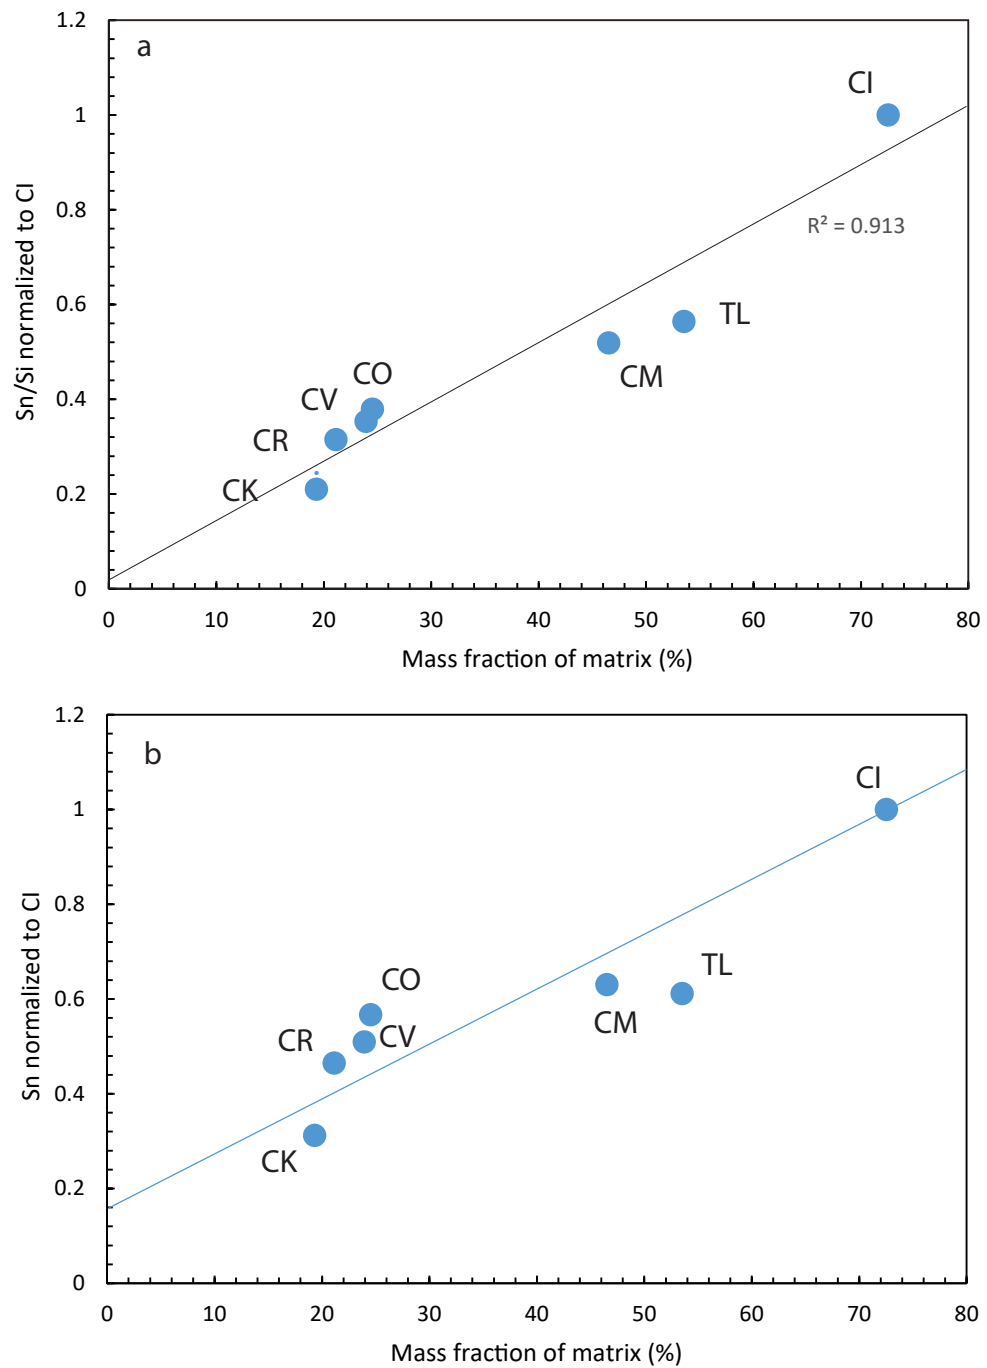 1.2
a
CI
1
0.8
R² = 0.913
Sn/Si normalized to CI
0.6
TL
CM
CO
0.4
CV
CR
CK
0.2
0
0 10 20 30 40 50 60 70 80
Mass fraction of matrix (%)
1.2
b
CI
1
0.8
Sn normalized to CI
TL
CO
0.6
CM
CV
CR
0.4
CK
0.2
0
0 10 20 30 40 50 60 70 80
Mass fraction of matrix (%)